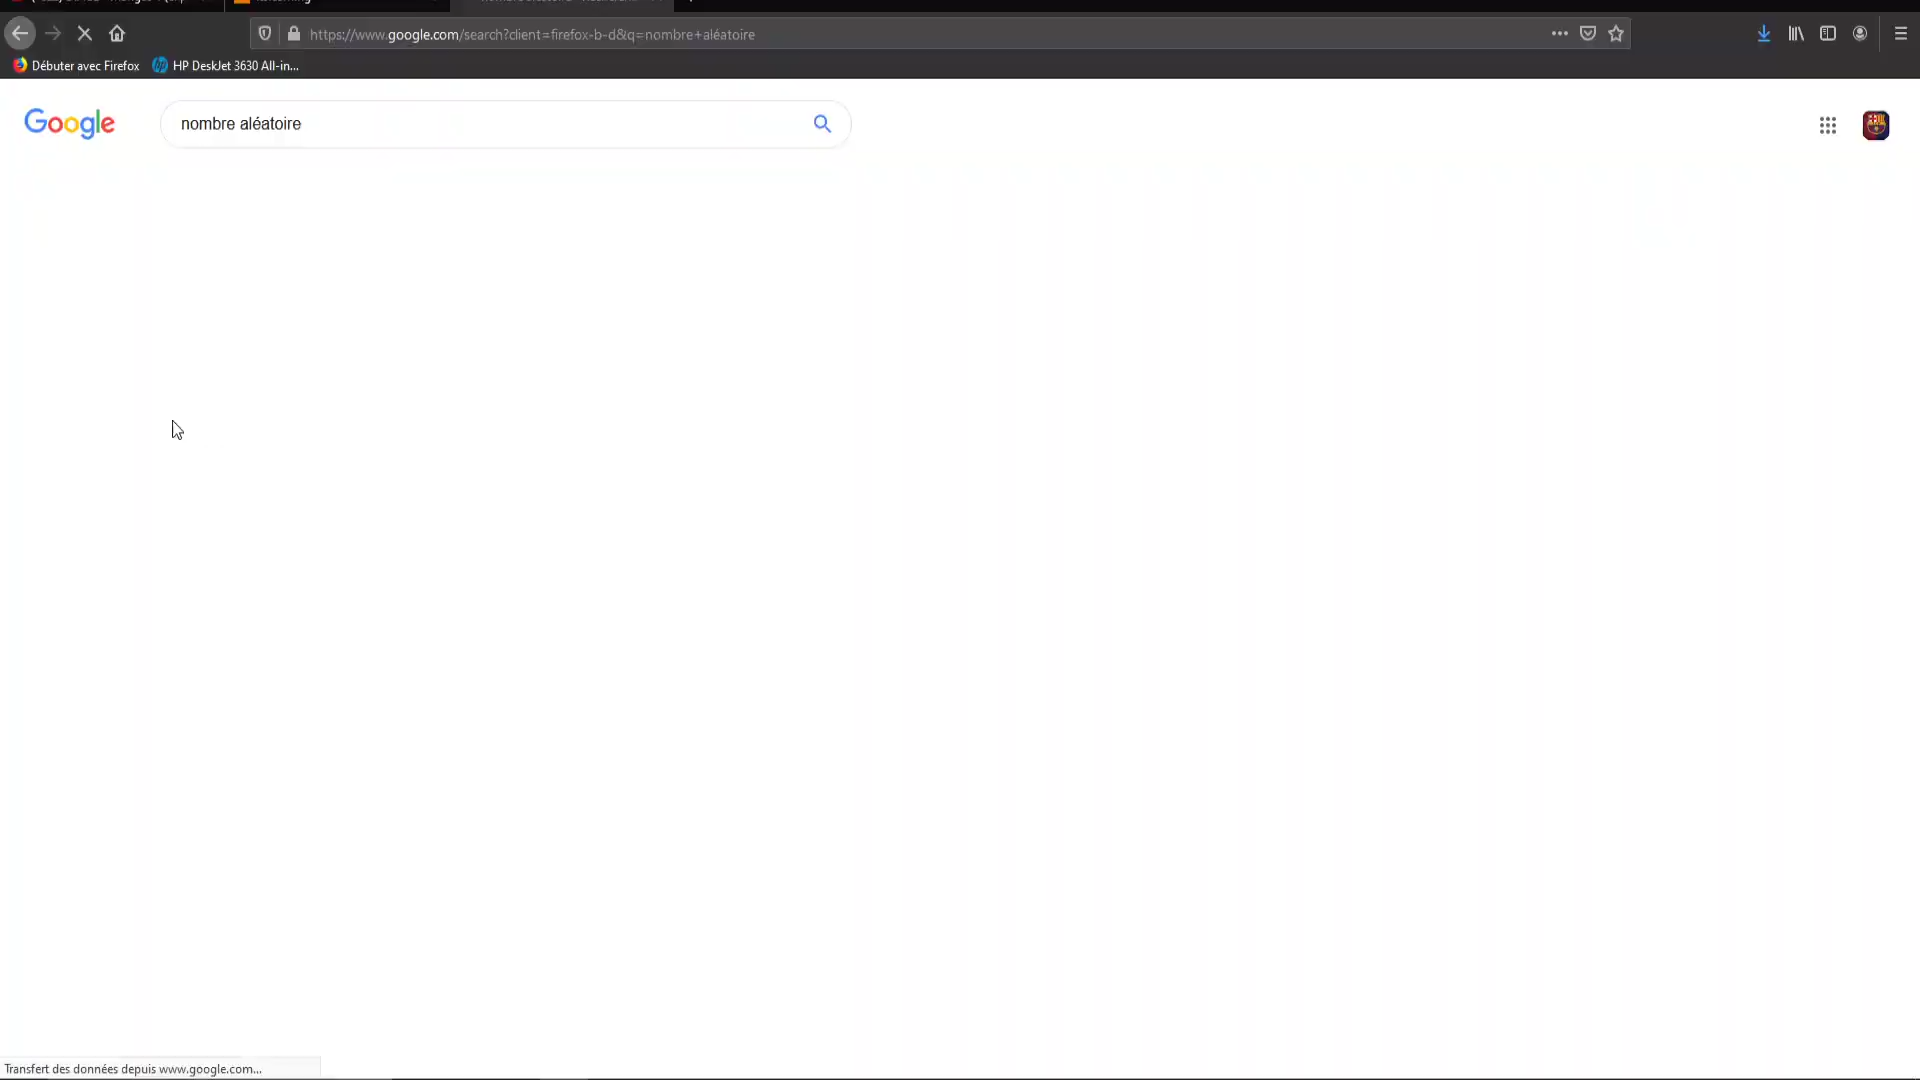 https://www.google.com/search?client=firefox-b-d&q=nombre+aléatoire
Débuter avec Firefox
HP DeskJet 3630 All-in...
Google
nombre aléatoire
Transfert des données depuis www.google.com...